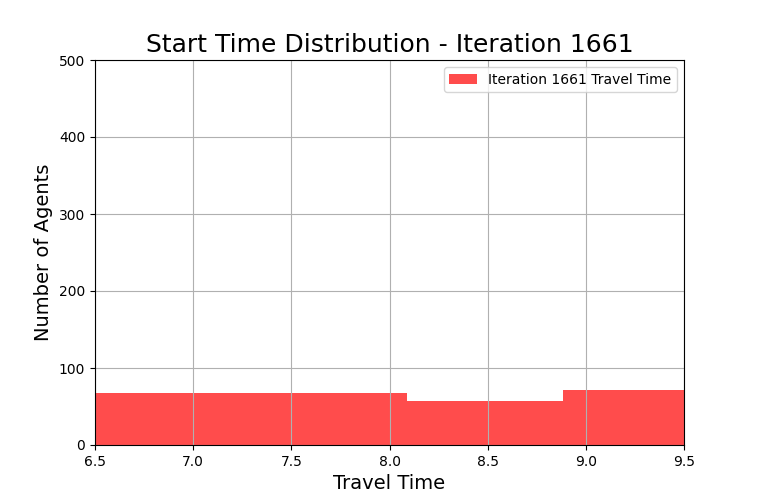 Start Time Distribution - Iteration 1661
500
400
300
200
100
0
Number of Agents
Iteration 1661 Travel Time
6.5 7.0 7.5 8.0 8.5 9.0 9.5
Travel Time